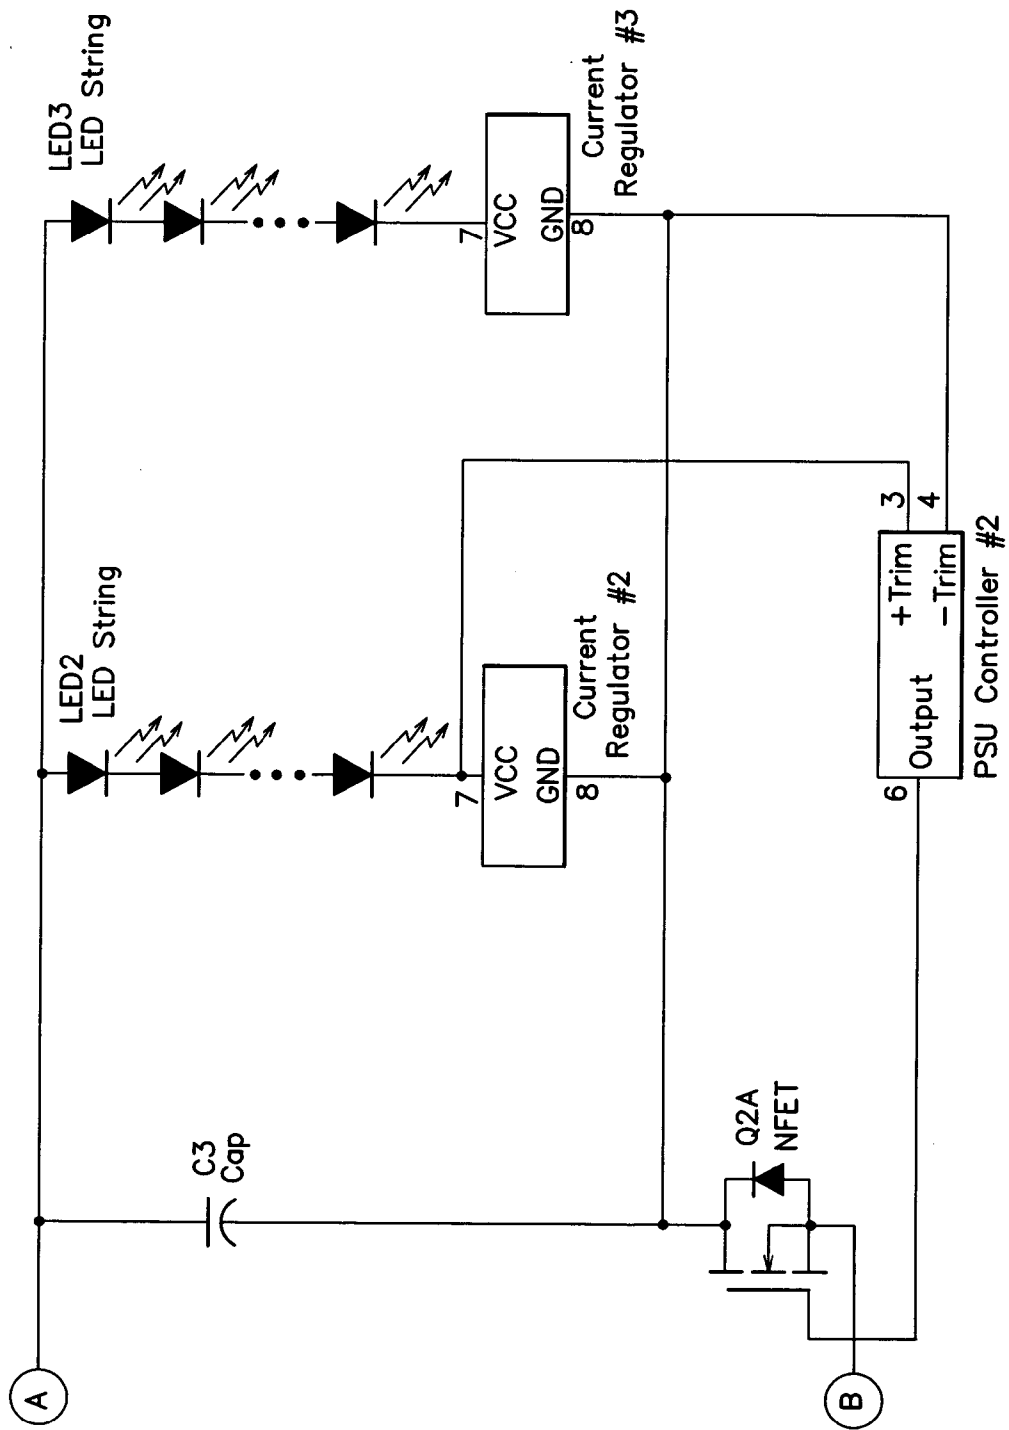 A
C3
Cap
LED2
LED String
7
VCC
GND
8
Current
Regulator #2
LED3
LED String
7
VCC
GND
8
Current
Regulator #3
Q2A
NFET
B
6
Output
+Trim
−Trim
3
4
PSU Controller #2